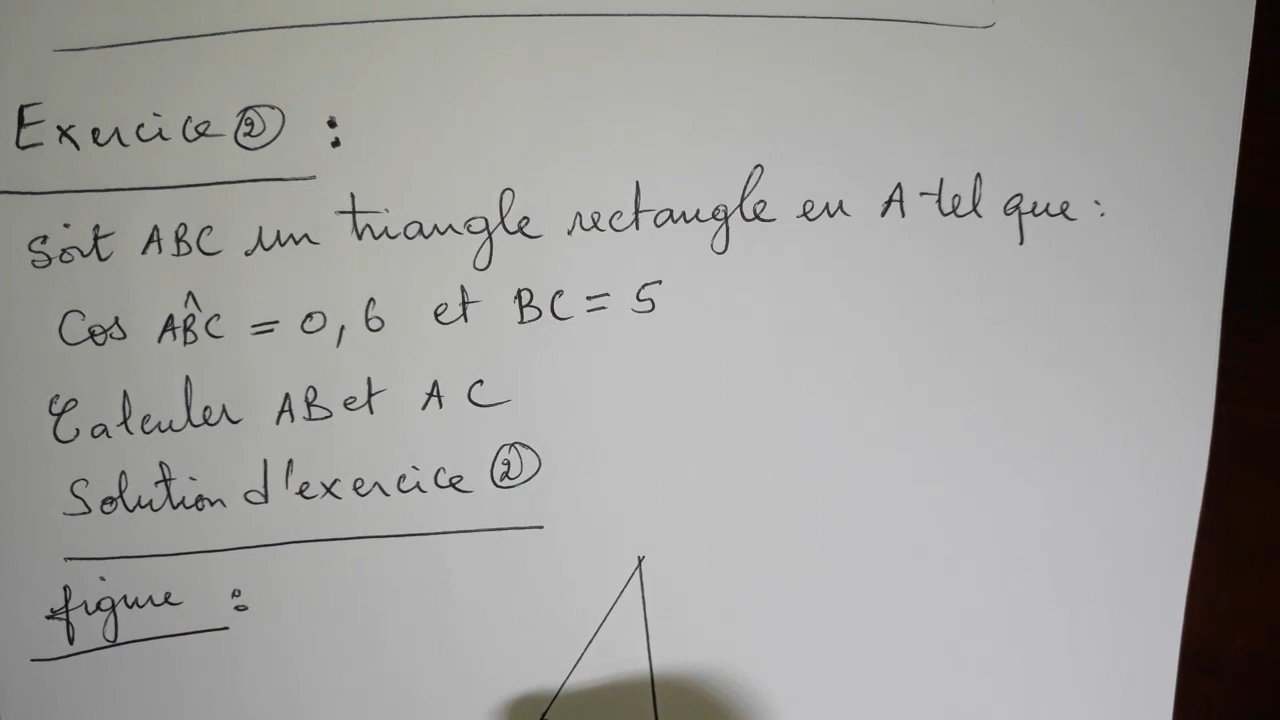 Exercice ② :
Soit ABC un triangle rectangle en A tel que :
Cos AB̂C = 0,6 et BC = 5
Calculer AB et AC
Solution d'exercice ②
figure :